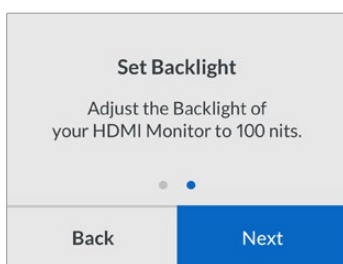 Set Backlight
Adjust the Backlight of
your HDMI Monitor to 100 nits.
Back
Next